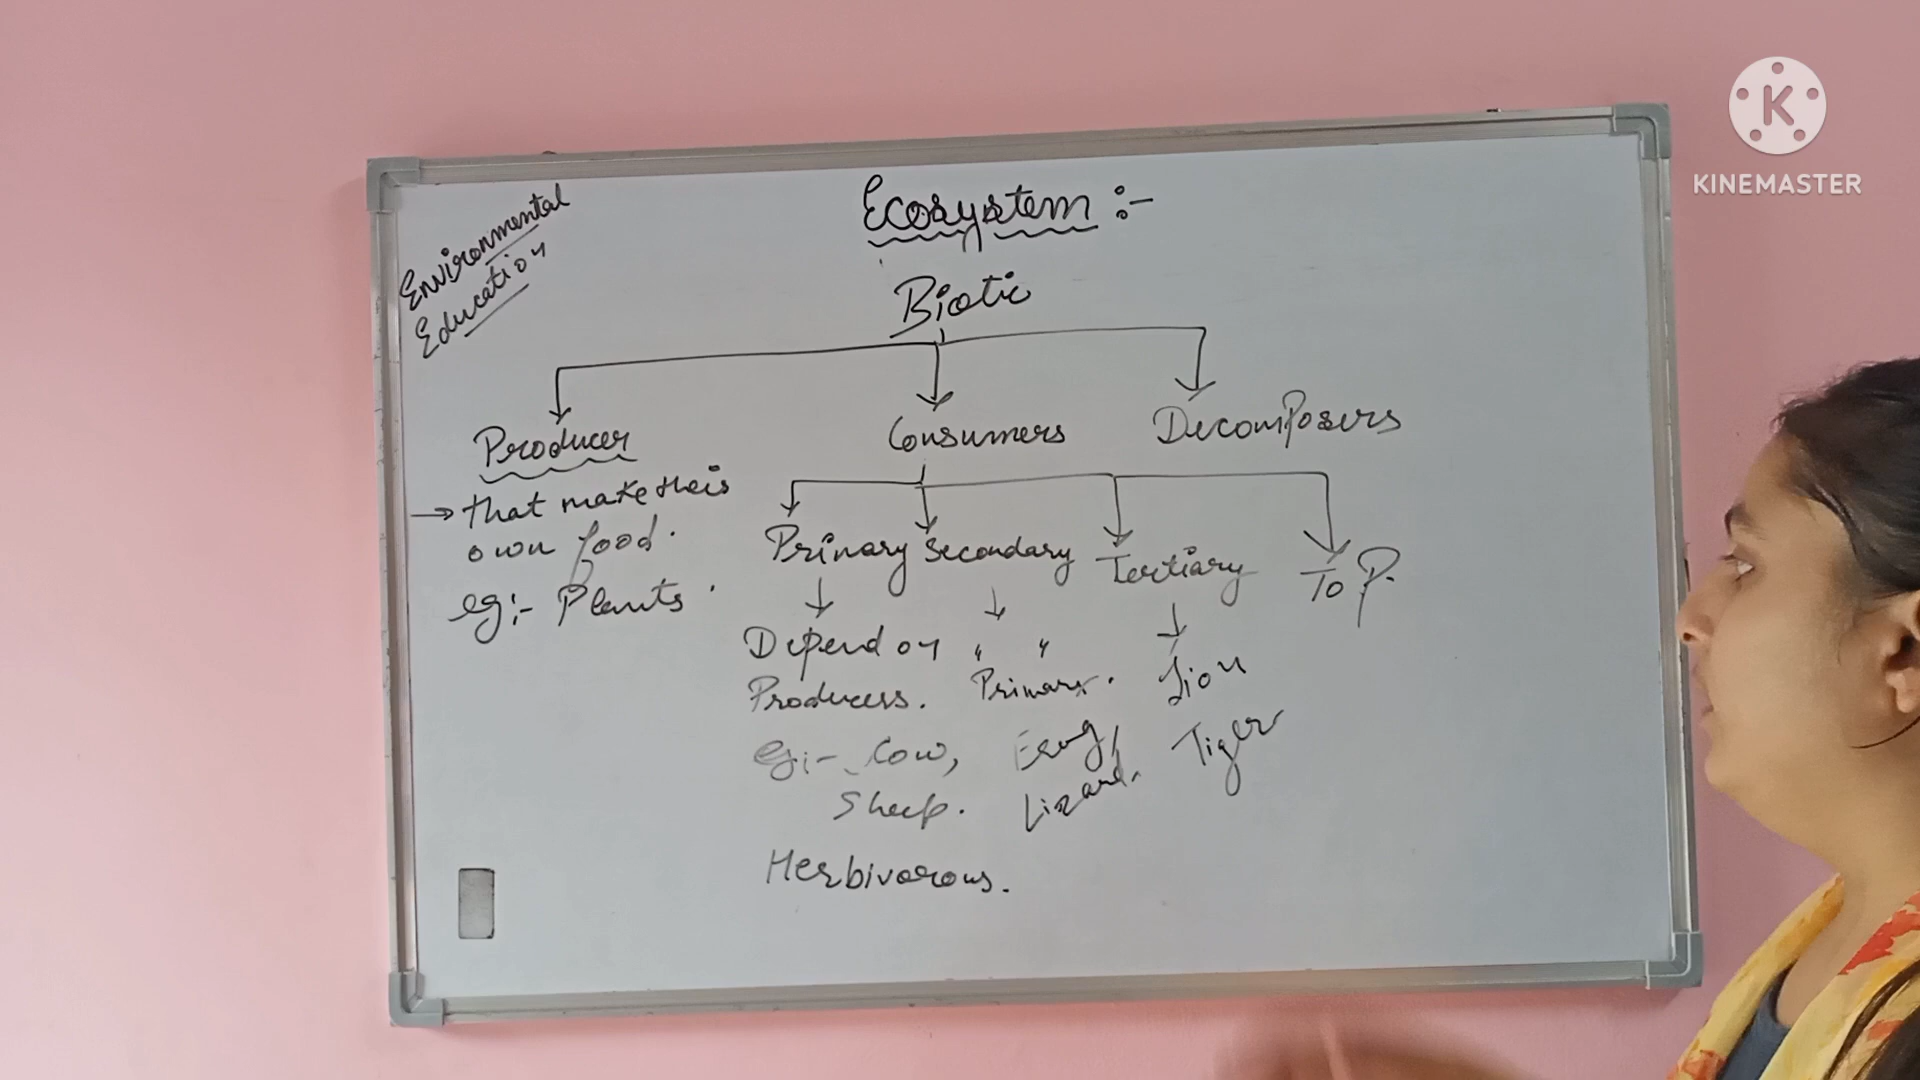 Environmental
Education
Ecosystem :-
Biotic
Producer
Consumers
Decomposers
→ that make their
own food.
eg:- Plants.
Primary Secondary Tertiary Top.
Depend on " "
Producers. Primary. Lion
eg:- Cow, Frog, Tiger
Sheep. Lizard.
Herbivorous.
KINEMASTER